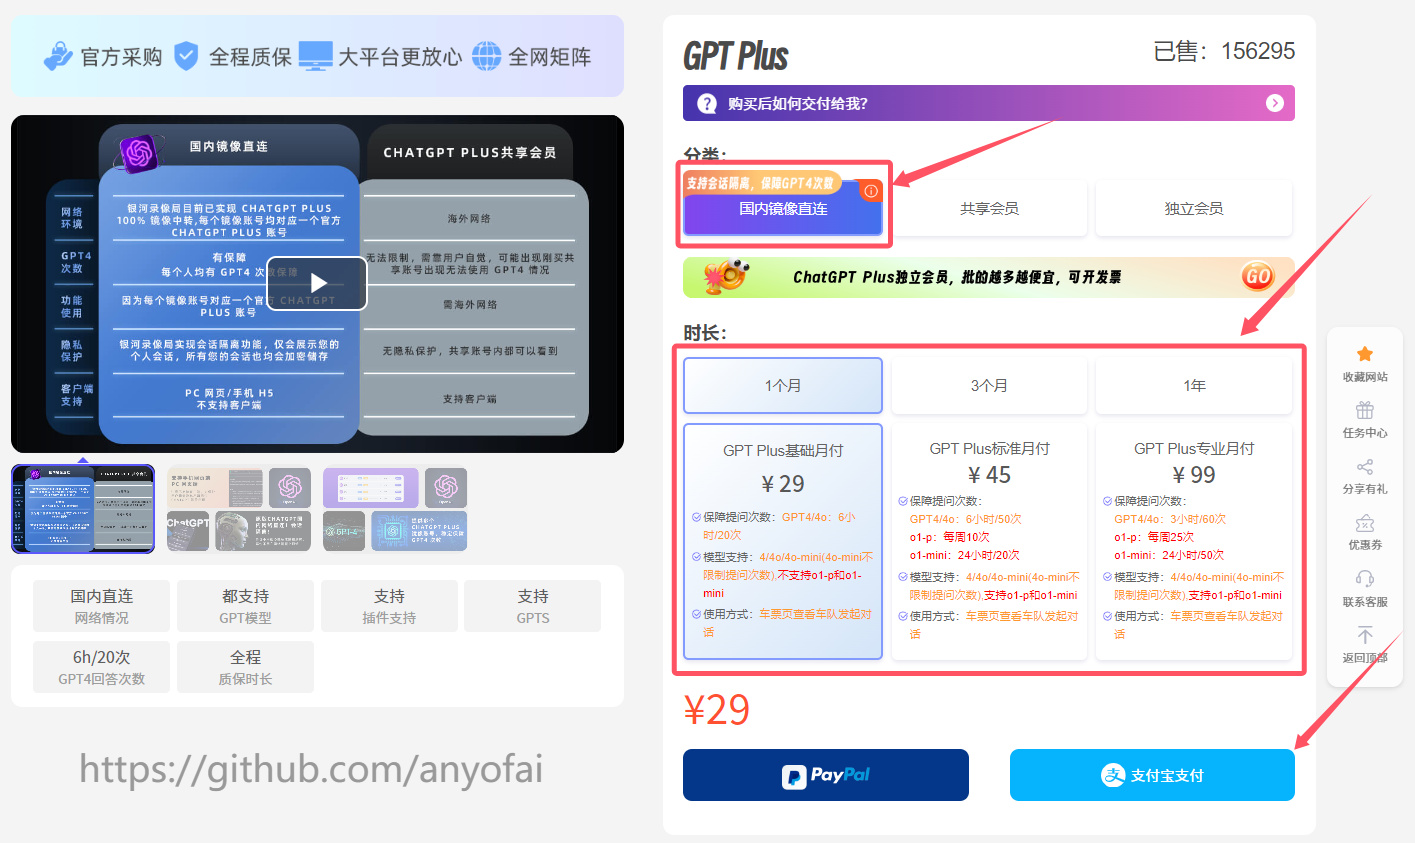 官方采购
全程质保
大平台更放心
全网矩阵
国内镜像直连
CHATGPT PLUS共享会员
网络
环境
银河录像局目前已实现 CHATGPT PLUS
100% 镜像中转,每个镜像账号均对应一个官方
CHATGPT PLUS 账号
海外网络
GPT4
次数
有保障
每个人均有 GPT4 次数保障
无法限制，需靠用户自觉，可能出现刚买共
享账号出现无法使用 GPT4 情况
功能
使用
因为每个镜像账号对应一个官方 CHATGPT
PLUS 账号
需海外网络
隐私
保护
银河录像局实现会话隔离功能，仅会展示您的
个人会话，所有您的会话也均会加密储存
无隐私保护，共享账号内都可以看到
客户端
支持
PC 网页/手机 H5
不支持客户端
支持客户端
ChatGPT
GPT-4
国内直连
网络情况
都支持
GPT模型
支持
插件支持
支持
GPTS
6h/20次
GPT4回答次数
全程
质保时长
https://github.com/anyofai
GPT Plus
已售：156295
购买后如何交付给我?
分类：
支持会话隔离，保障GPT4次数
国内镜像直连
共享会员
独立会员
ChatGPT Plus独立会员，批的越多越便宜，可开发票
GO
时长：
1个月
3个月
1年
GPT Plus基础月付
¥ 29
保障提问次数：GPT4/4o：6小
时/20次
模型支持：4/4o/4o-mini(4o-mini不
限制提问次数),不支持o1-p和o1-
mini
使用方式：车票页查看车队发起对
话
GPT Plus标准月付
¥ 45
保障提问次数：
GPT4/4o：6小时/50次
o1-p：每周10次
o1-mini：24小时/20次
模型支持：4/4o/4o-mini(4o-mini不
限制提问次数),支持o1-p和o1-mini
使用方式：车票页查看车队发起对
话
GPT Plus专业月付
¥ 99
保障提问次数：
GPT4/4o：3小时/60次
o1-p：每周25次
o1-mini：24小时/50次
模型支持：4/4o/4o-mini(4o-mini不
限制提问次数),支持o1-p和o1-mini
使用方式：车票页查看车队发起对
话
¥29
PayPal
支付宝支付
收藏网站
任务中心
分享有礼
优惠券
联系客服
返回顶部